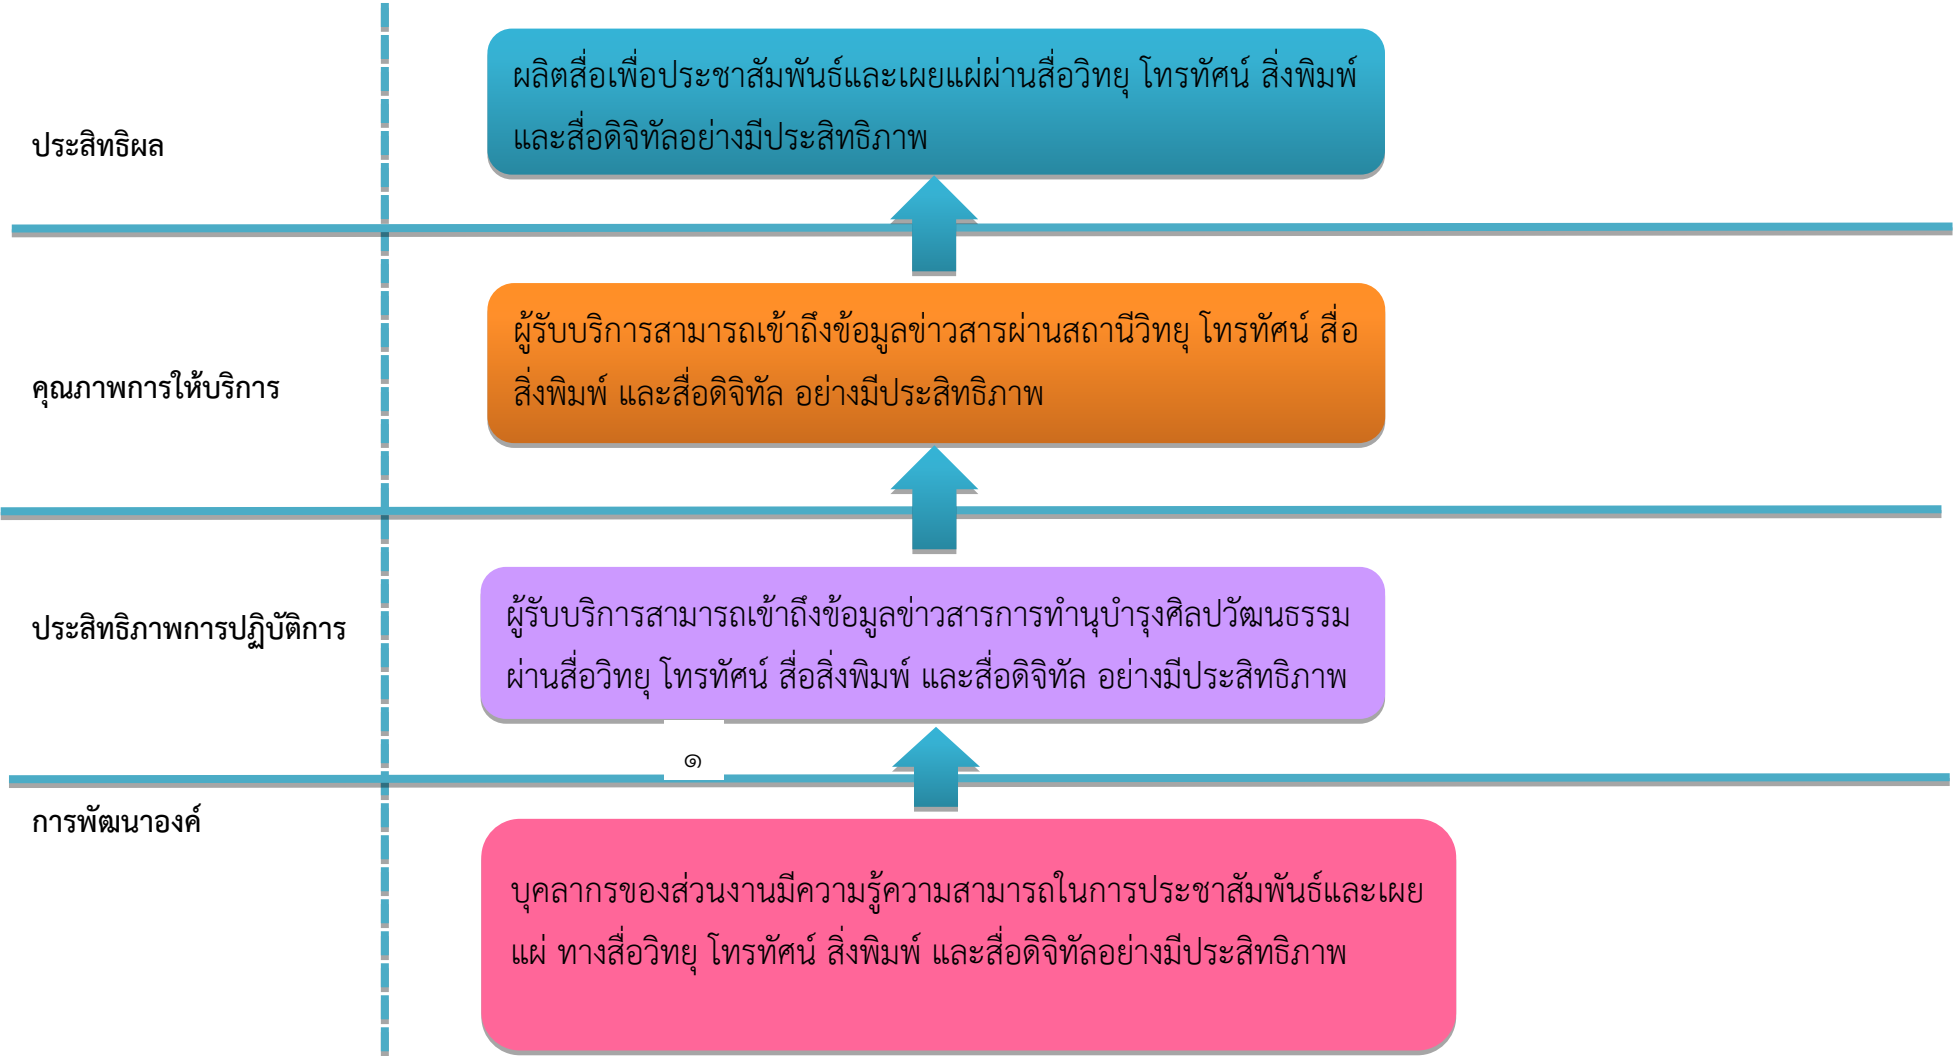 ผลิตสื่อเพื่อประชาสัมพันธ์และเผยแผ่ผ่านสื่อวิทยุ โทรทัศน์ สิ่งพิมพ์
และสื่อดิจิทัลอย่างมีประสิทธิภาพ
ประสิทธิผล
ผู้รับบริการสามารถเข้าถึงข้อมูลข่าวสารผ่านสถานีวิทยุ โทรทัศน์ สื่อ
สิ่งพิมพ์ และสื่อดิจิทัล อย่างมีประสิทธิภาพ
คุณภาพการให้บริการ
ผู้รับบริการสามารถเข้าถึงข้อมูลข่าวสารการทำนุบำรุงศิลปวัฒนธรรม
ผ่านสื่อวิทยุ โทรทัศน์ สื่อสิ่งพิมพ์ และสื่อดิจิทัล อย่างมีประสิทธิภาพ
ประสิทธิภาพการปฏิบัติการ
๑
การพัฒนาองค์
บุคลากรของส่วนงานมีความรู้ความสามารถในการประชาสัมพันธ์และเผย
แผ่ ทางสื่อวิทยุ โทรทัศน์ สิ่งพิมพ์ และสื่อดิจิทัลอย่างมีประสิทธิภาพ